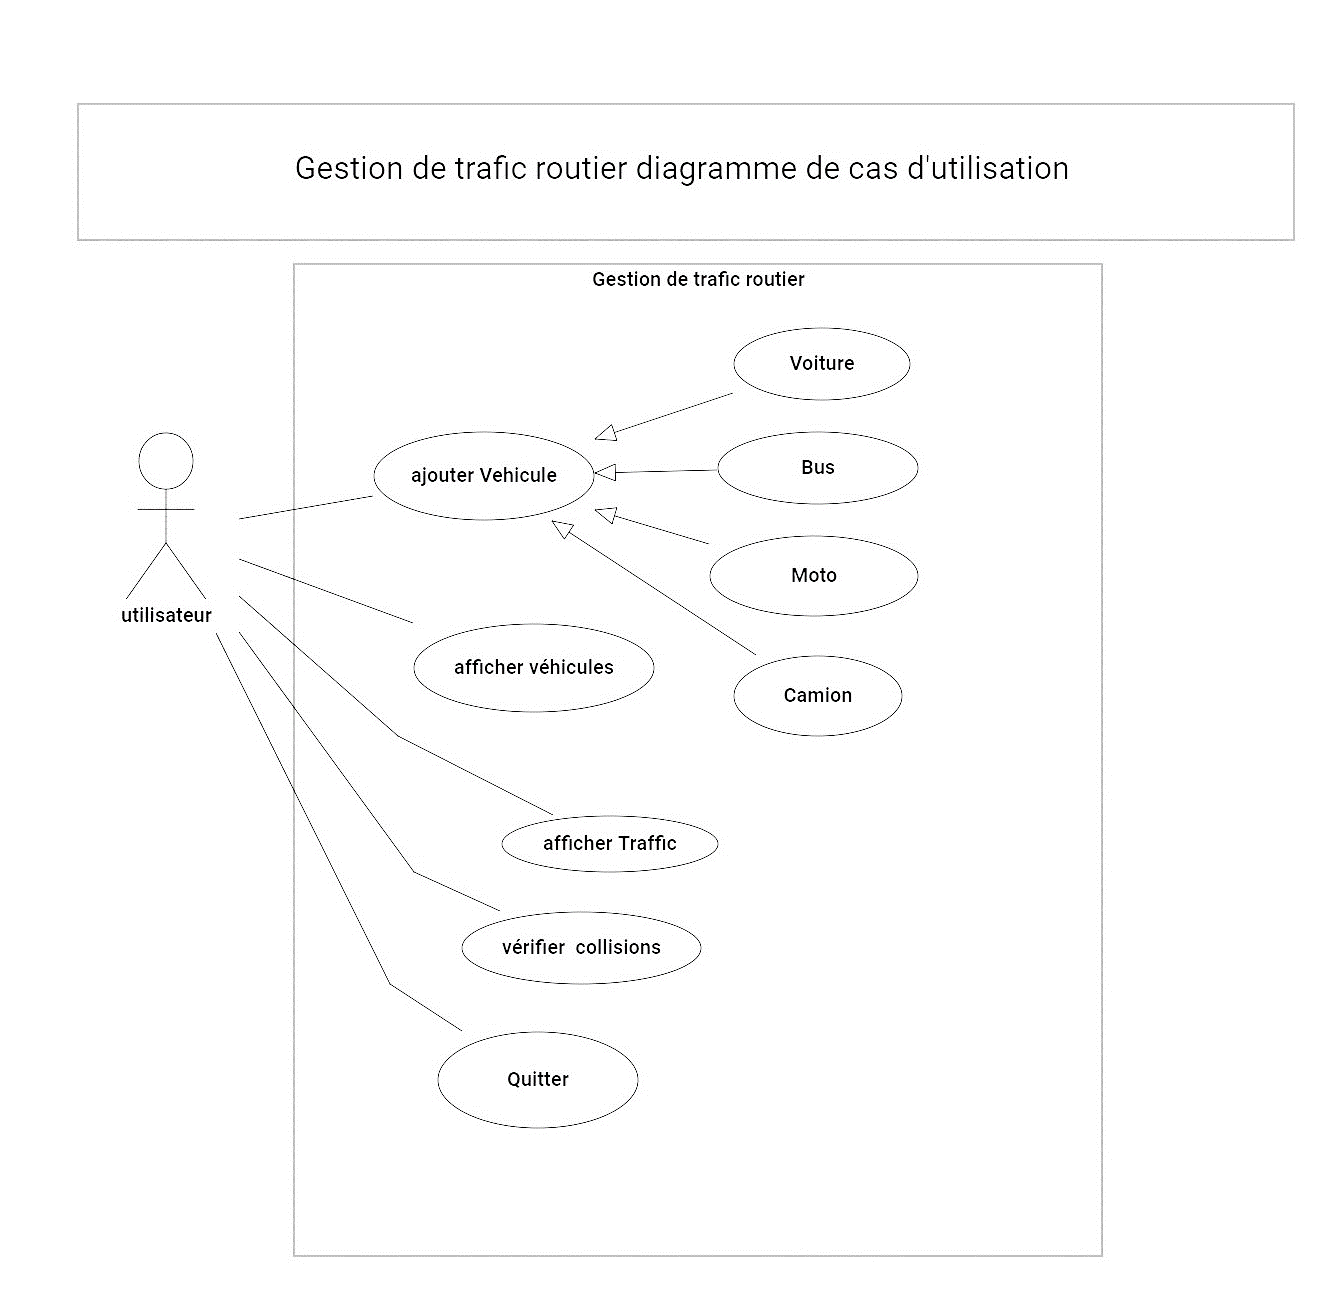 Gestion de trafic routier diagramme de cas d'utilisation
Gestion de trafic routier
Voiture
ajouter Vehicule
Bus
Moto
utilisateur
afficher véhicules
Camion
afficher Traffic
vérifier  collisions
Quitter